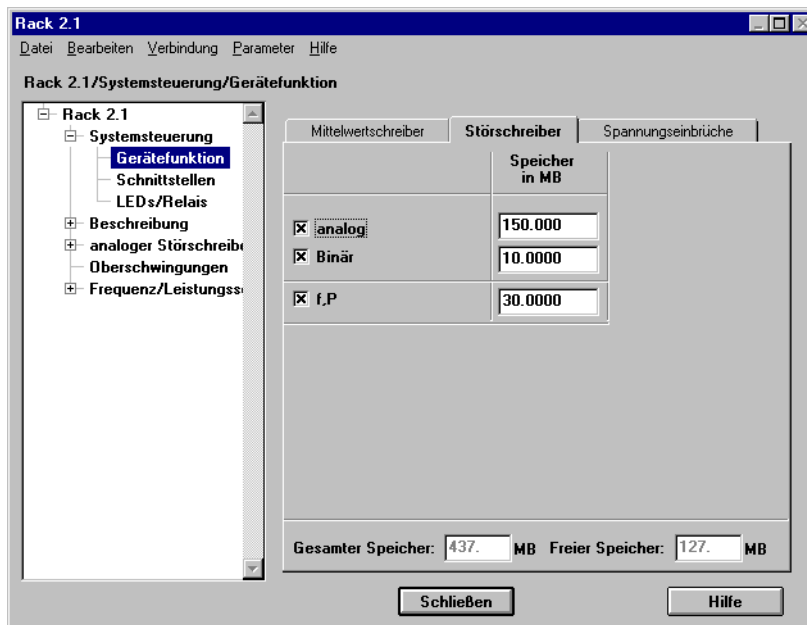 Rack 2.1
Datei Bearbeiten Verbindung Parameter Hilfe
Rack 2.1/Systemsteuerung/Gerätefunktion
Rack 2.1
Systemsteuerung
Gerätefunktion
Schnittstellen
LEDs/Relais
Beschreibung
analoger Störschreibe
Oberschwingungen
Frequenz/Leistungss
Mittelwertschreiber Störschreiber Spannungseinbrüche
Speicher
in MB
analog 150.000
Binär 10.0000
f,P 30.0000
Gesamter Speicher: 437. MB Freier Speicher: 127. MB
Schließen Hilfe